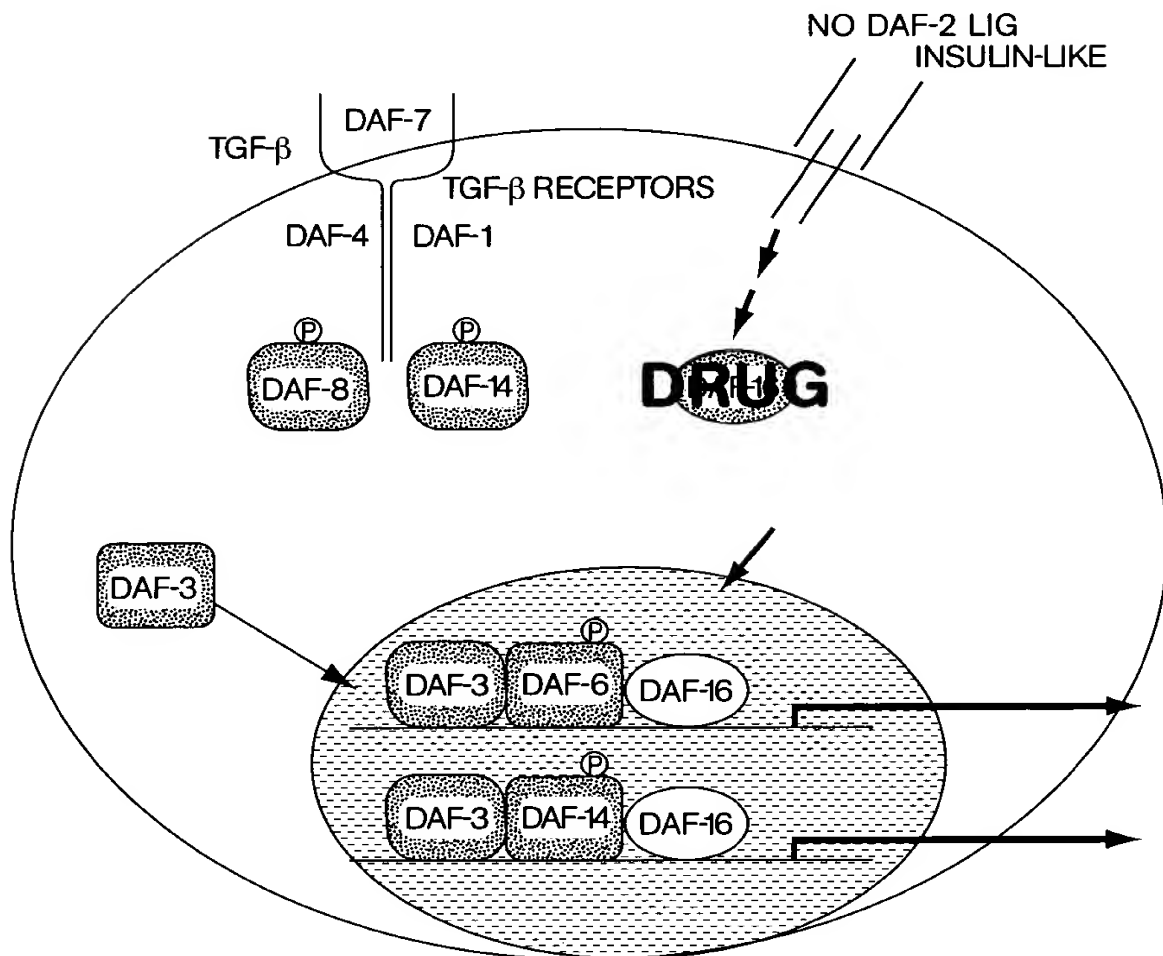 NO DAF-2 LIG
INSULIN-LIKE
DAF-7
TGF-β
TGF-β RECEPTORS
DAF-4
DAF-1
P
P
DAF-8
DAF-14
DRUG
DAF-3
P
DAF-3
DAF-6
DAF-16
P
DAF-3
DAF-14
DAF-16